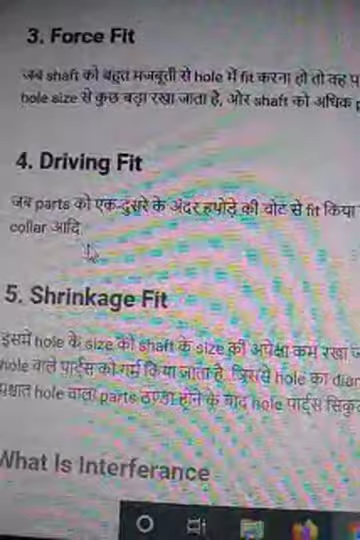 3. Force Fit
जब shaft को बहुत मजबूती से hole में fit करना हो तो वह
hole size से कुछ बड़ा रखा जाता है, और shaft को अधिक
4. Driving Fit
जब parts को एक-दुसरे के अंदर हथोड़े की चोट से fit किया
collar आदि
5. Shrinkage Fit
इसमें hole के size को shaft के size की अपेक्षा कम रखा
hole वाले पार्ट्स को गर्म किया जाता है, जिससे hole का
पश्चात hole वाला parts ठण्डा होने के बाद hole पार्ट्स
What Is Interferance